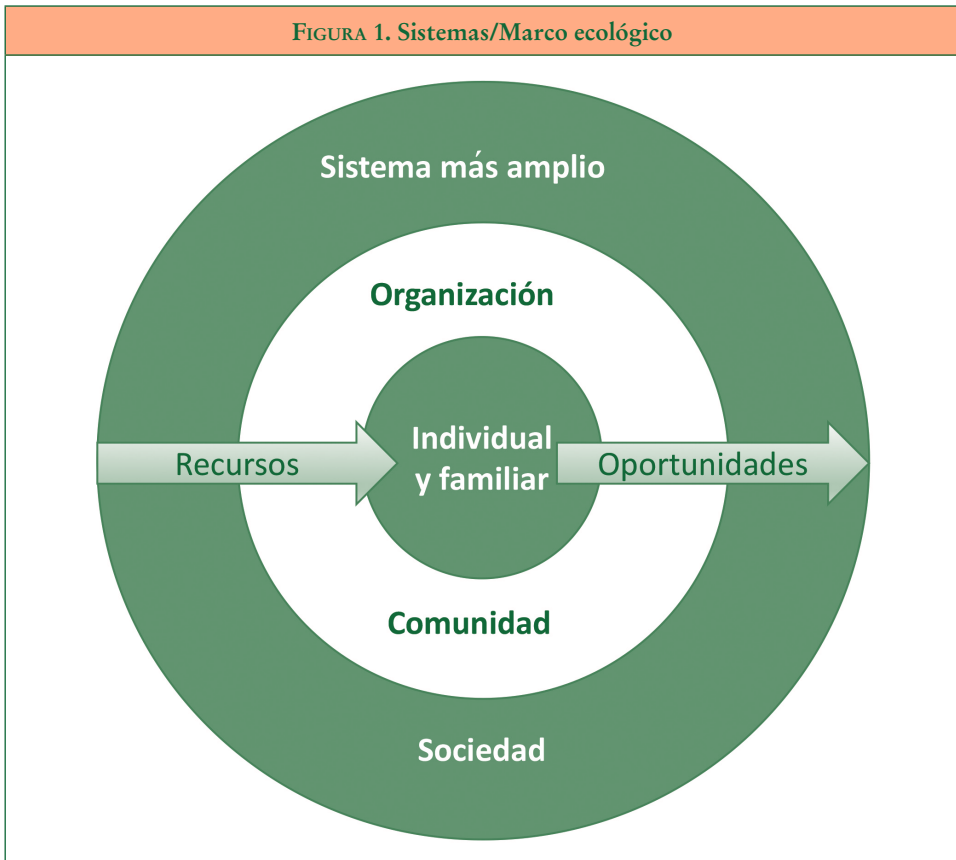 FIGURA 1. Sistemas/Marco ecológico
Sistema más amplio
Organización
Recursos
Individual
y familiar
Oportunidades
Comunidad
Sociedad